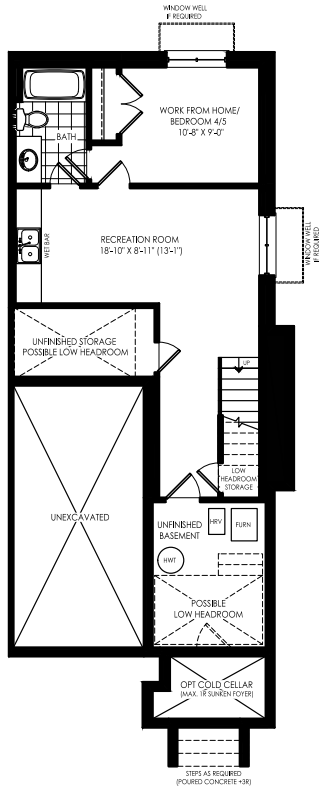 WINDOW WELL
IF REQUIRED
WORK FROM HOME/
BEDROOM 4/5
10'-8" X 9'-0"
BATH
RECREATION ROOM
18'-10" X 8'-11" (13'-1")
WET BAR
WINDOW WELL
IF REQUIRED
UNFINISHED STORAGE
POSSIBLE LOW HEADROOM
UP
LOW
HEADROOM
STORAGE
UNEXCAVATED
UNFINISHED
BASEMENT
HRV
FURN
HWT
POSSIBLE
LOW HEADROOM
OPT COLD CELLAR
(MAX. 1R SUNKEN FOYER)
STEPS AS REQUIRED
(POURED CONCRETE +3R)